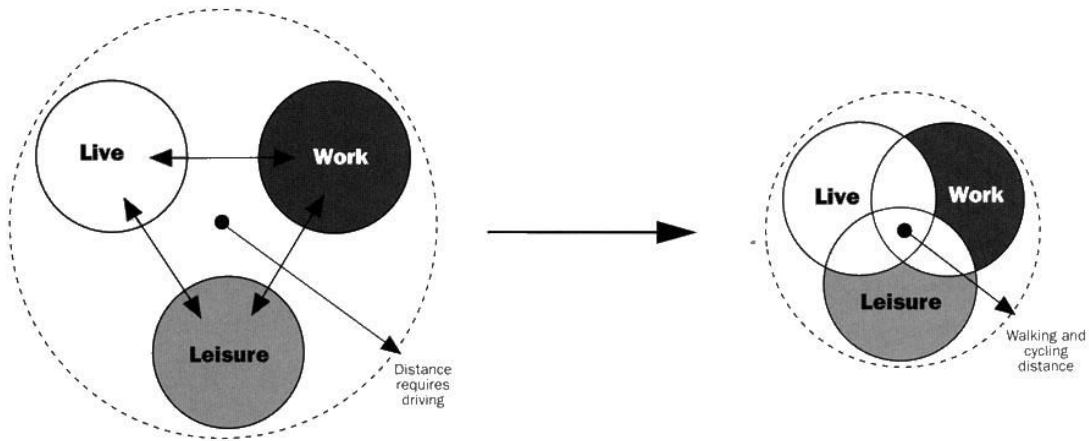 Live
Work
Leisure
Distance
requires
driving
Live
Work
Leisure
Walking and
cycling
distance